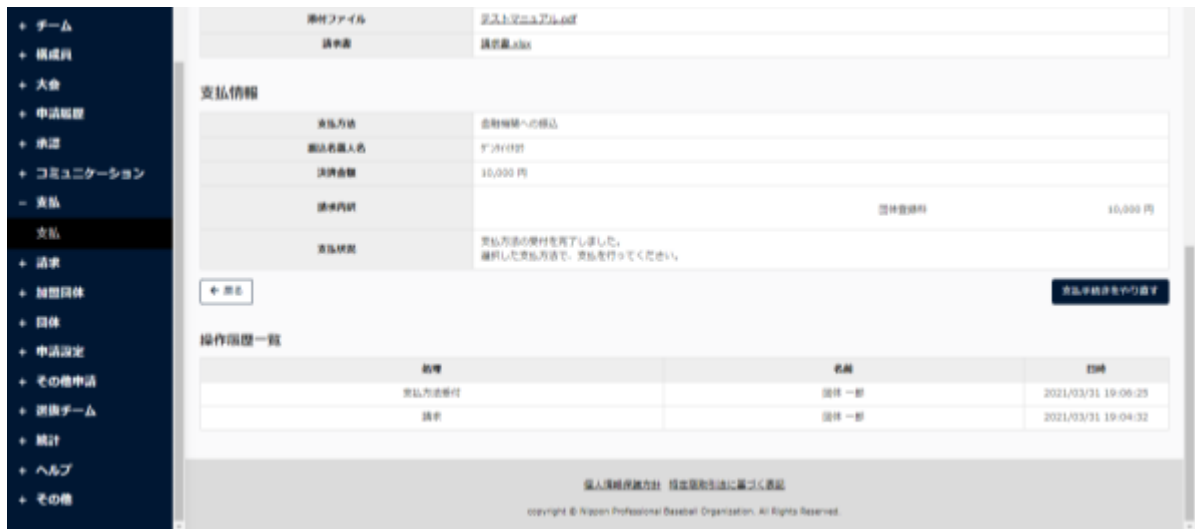 + チーム
+ 構成員
+ 大会
+ 申請履歴
+ 承認
+ コミュニケーション
− 支払
支払
+ 請求
+ 加盟団体
+ 団体
+ 申請設定
+ その他申請
+ 選抜チーム
+ 統計
+ ヘルプ
+ その他
添付ファイル テストマニュアル.pdf
請求書 請求書.xlsx
支払情報
支払方法 金融機関への振込
振込名義人名
決済金額 10,000 円
請求内訳 団体登録料 10,000 円
支払状況 支払方法の受付を完了しました。
選択した支払方法で、支払を行ってください。
← 戻る 支払手続きをやり直す
操作履歴一覧
処理 名前 日時
支払方法受付 団体 一郎 2021/03/31 19:06:25
請求 団体 一郎 2021/03/31 19:04:32
個人情報保護方針 特定商取引法に基づく表記
copyright © Nippon Professional Baseball Organization. All Rights Reserved.